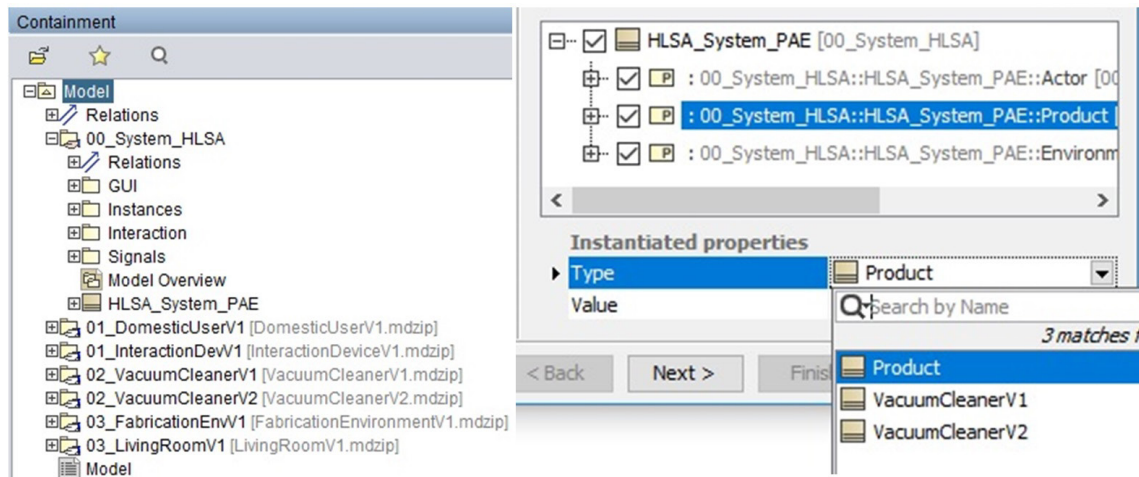 Containment
Model
Relations
00_System_HLSA
Relations
GUI
Instances
Interaction
Signals
Model Overview
HLSA_System_PAE
01_DomesticUserV1 [DomesticUserV1.mdzip]
01_InteractionDevV1 [InteractionDeviceV1.mdzip]
02_VacuumCleanerV1 [VacuumCleanerV1.mdzip]
02_VacuumCleanerV2 [VacuumCleanerV2.mdzip]
03_FabricationEnvV1 [FabricationEnvironmentV1.mdzip]
03_LivingRoomV1 [LivingRoomV1.mdzip]
Model
HLSA_System_PAE [00_System_HLSA]
P : 00_System_HLSA::HLSA_System_PAE::Actor [00
P : 00_System_HLSA::HLSA_System_PAE::Product [
P : 00_System_HLSA::HLSA_System_PAE::Environm
Instantiated properties
Type Product
Value
Search by Name
3 matches f
< Back Next > Finis
Product
VacuumCleanerV1
VacuumCleanerV2